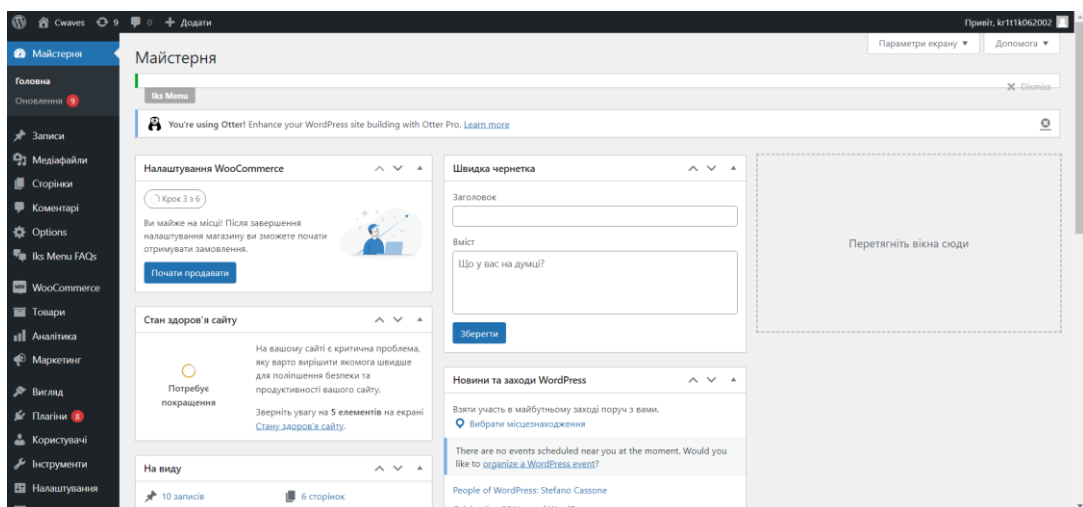 Cwaves 9 0 Додати
Привіт, kr1t1k062002
Майстерня
Головна
Оновлення 9
Записи
Медіафайли
Сторінки
Коментарі
Options
Iks Menu FAQs
WooCommerce
Товари
Аналітика
Маркетинг
Вигляд
Плагіни 8
Користувачі
Інструменти
Налаштування
Параметри екрану
Допомога
Майстерня
Iks Menu
Dismiss
You're using Otter! Enhance your WordPress site building with Otter Pro. Learn more
Налаштування WooCommerce
Крок 3 з 6
Ви майже на місці! Після завершення
налаштування магазину ви зможете почати
отримувати замовлення.
Почати продавати
Стан здоров'я сайту
Потребує
покращення
На вашому сайті є критична проблема,
яку варто вирішити якомога швидше
для поліпшення безпеки та
продуктивності вашого сайту.
Зверніть увагу на 5 елементів на екрані
Стану здоров'я сайту.
На виду
10 записів
6 сторінок
Швидка чернетка
Заголовок
Вміст
Що у вас на думці?
Зберегти
Новини та заходи WordPress
Взяти участь в майбутньому заході поруч з вами.
Вибрати місцезнаходження
There are no events scheduled near you at the moment. Would you
like to organize a WordPress event?
People of WordPress: Stefano Cassone
Перетягніть вікна сюди